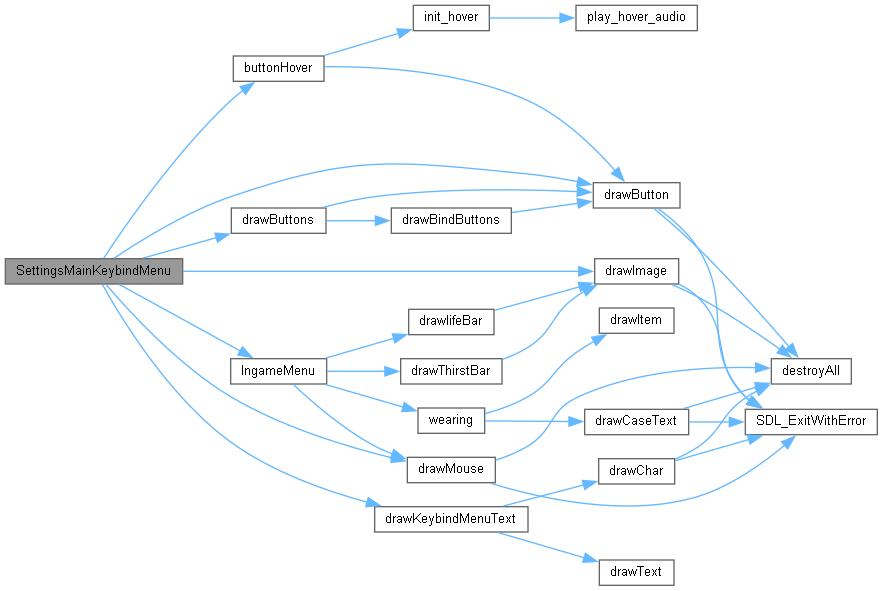 init_hover
play_hover_audio
buttonHover
drawButton
drawButtons
drawBindButtons
SettingsMainKeybindMenu
drawImage
drawlifeBar
drawItem
IngameMenu
drawThirstBar
destroyAll
wearing
drawCaseText
SDL_ExitWithError
drawMouse
drawChar
drawKeybindMenuText
drawText